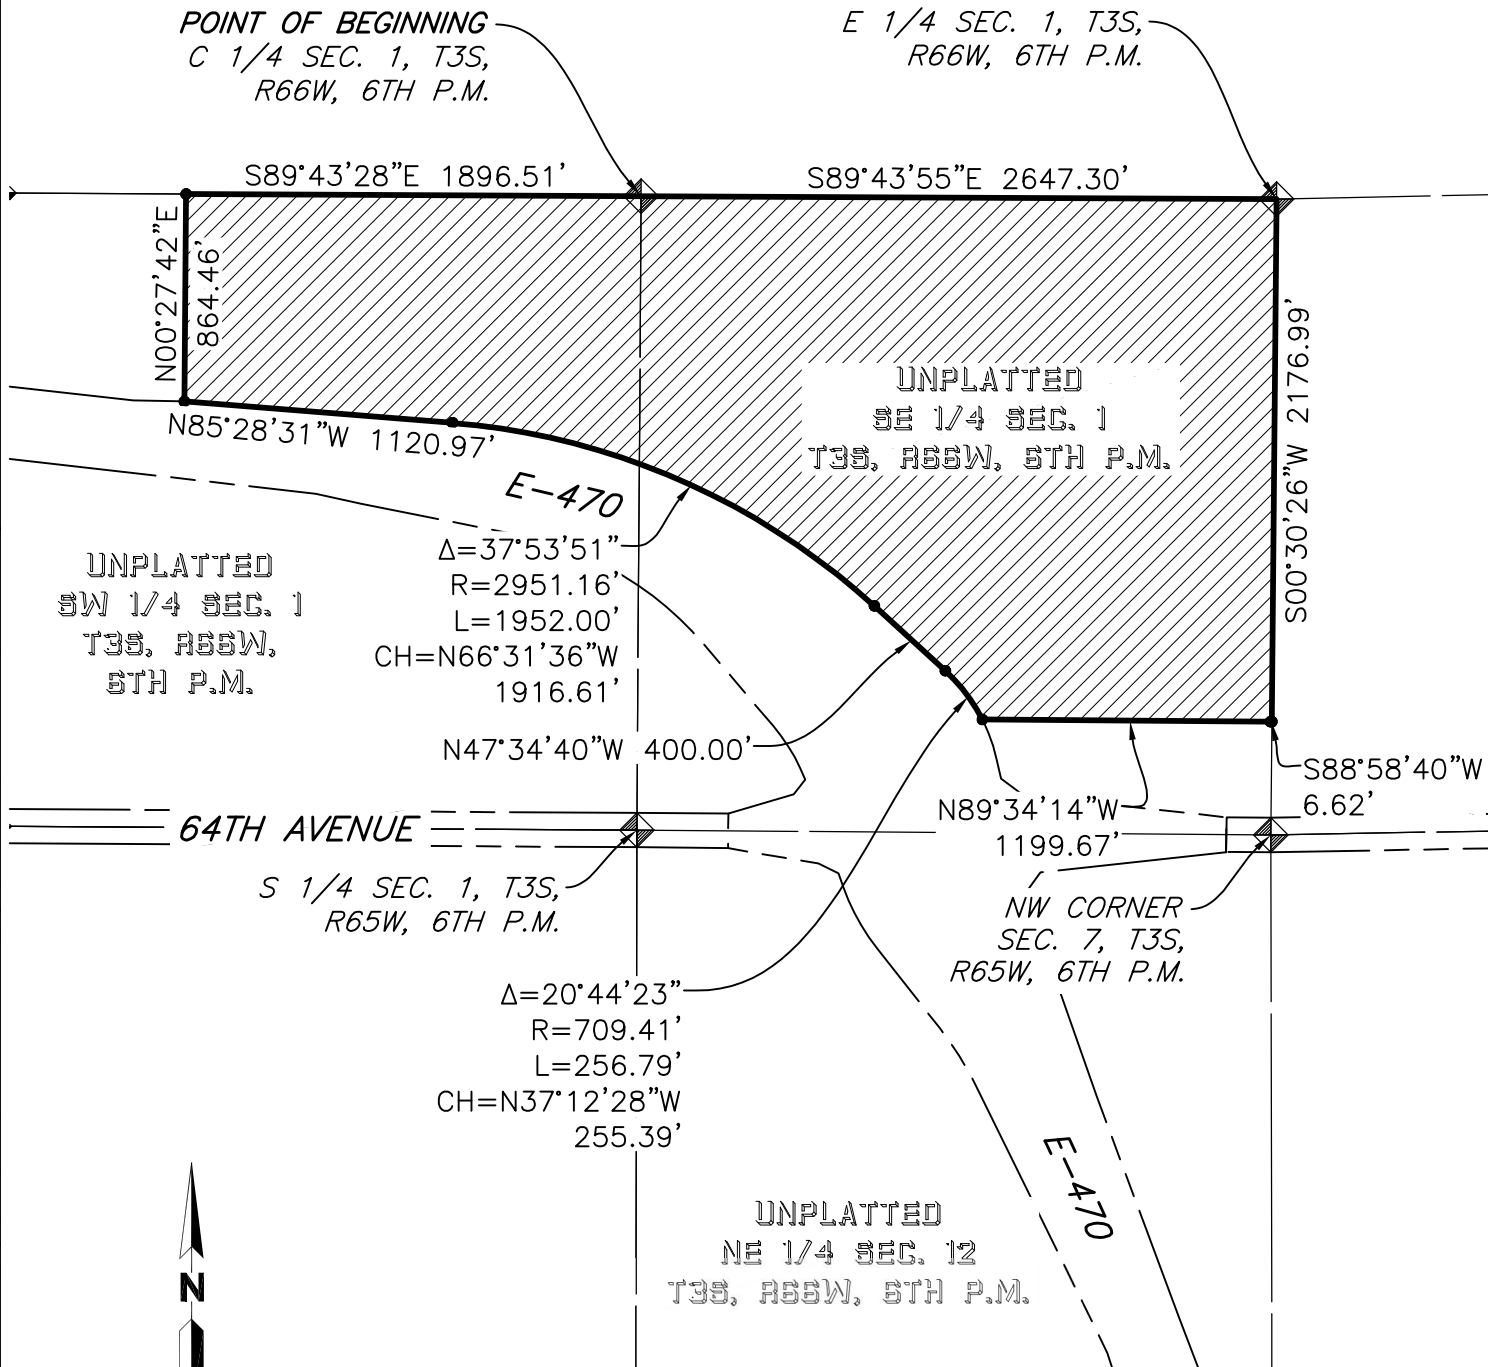 POINT OF BEGINNING
C 1/4 SEC. 1, T3S,
R66W, 6TH P.M.
E 1/4 SEC. 1, T3S,
R66W, 6TH P.M.
S89°43'28"E 1896.51'
S89°43'55"E 2647.30'
N00°27'42"E
864.46'
S00°30'26"W 2176.99'
UNPLATTED
SE 1/4 SEC. 1
T3S, R66W, 6TH P.M.
N85°28'31"W 1120.97'
E-470
UNPLATTED
SW 1/4 SEC. 1
T3S, R66W,
6TH P.M.
Δ=37°53'51"
R=2951.16'
L=1952.00'
CH=N66°31'36"W
1916.61'
N47°34'40"W 400.00'
S88°58'40"W
6.62'
N89°34'14"W
1199.67'
64TH AVENUE
S 1/4 SEC. 1, T3S,
R65W, 6TH P.M.
NW CORNER
SEC. 7, T3S,
R65W, 6TH P.M.
Δ=20°44'23"
R=709.41'
L=256.79'
CH=N37°12'28"W
255.39'
E-470
UNPLATTED
NE 1/4 SEC. 12
T3S, R66W, 6TH P.M.
N